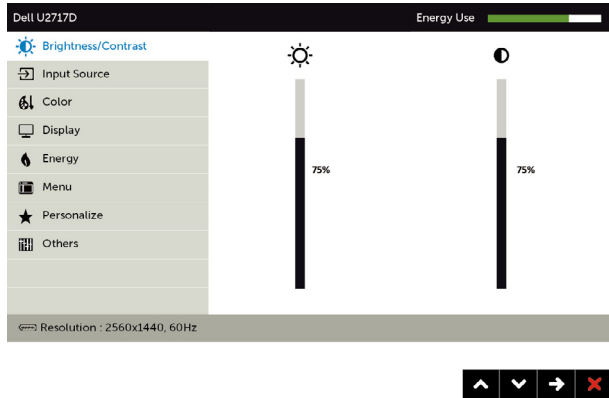 Dell U2717D
Energy Use
Brightness/Contrast
Input Source
Color
Display
Energy
Menu
Personalize
Others
75%
75%
Resolution : 2560x1440, 60Hz